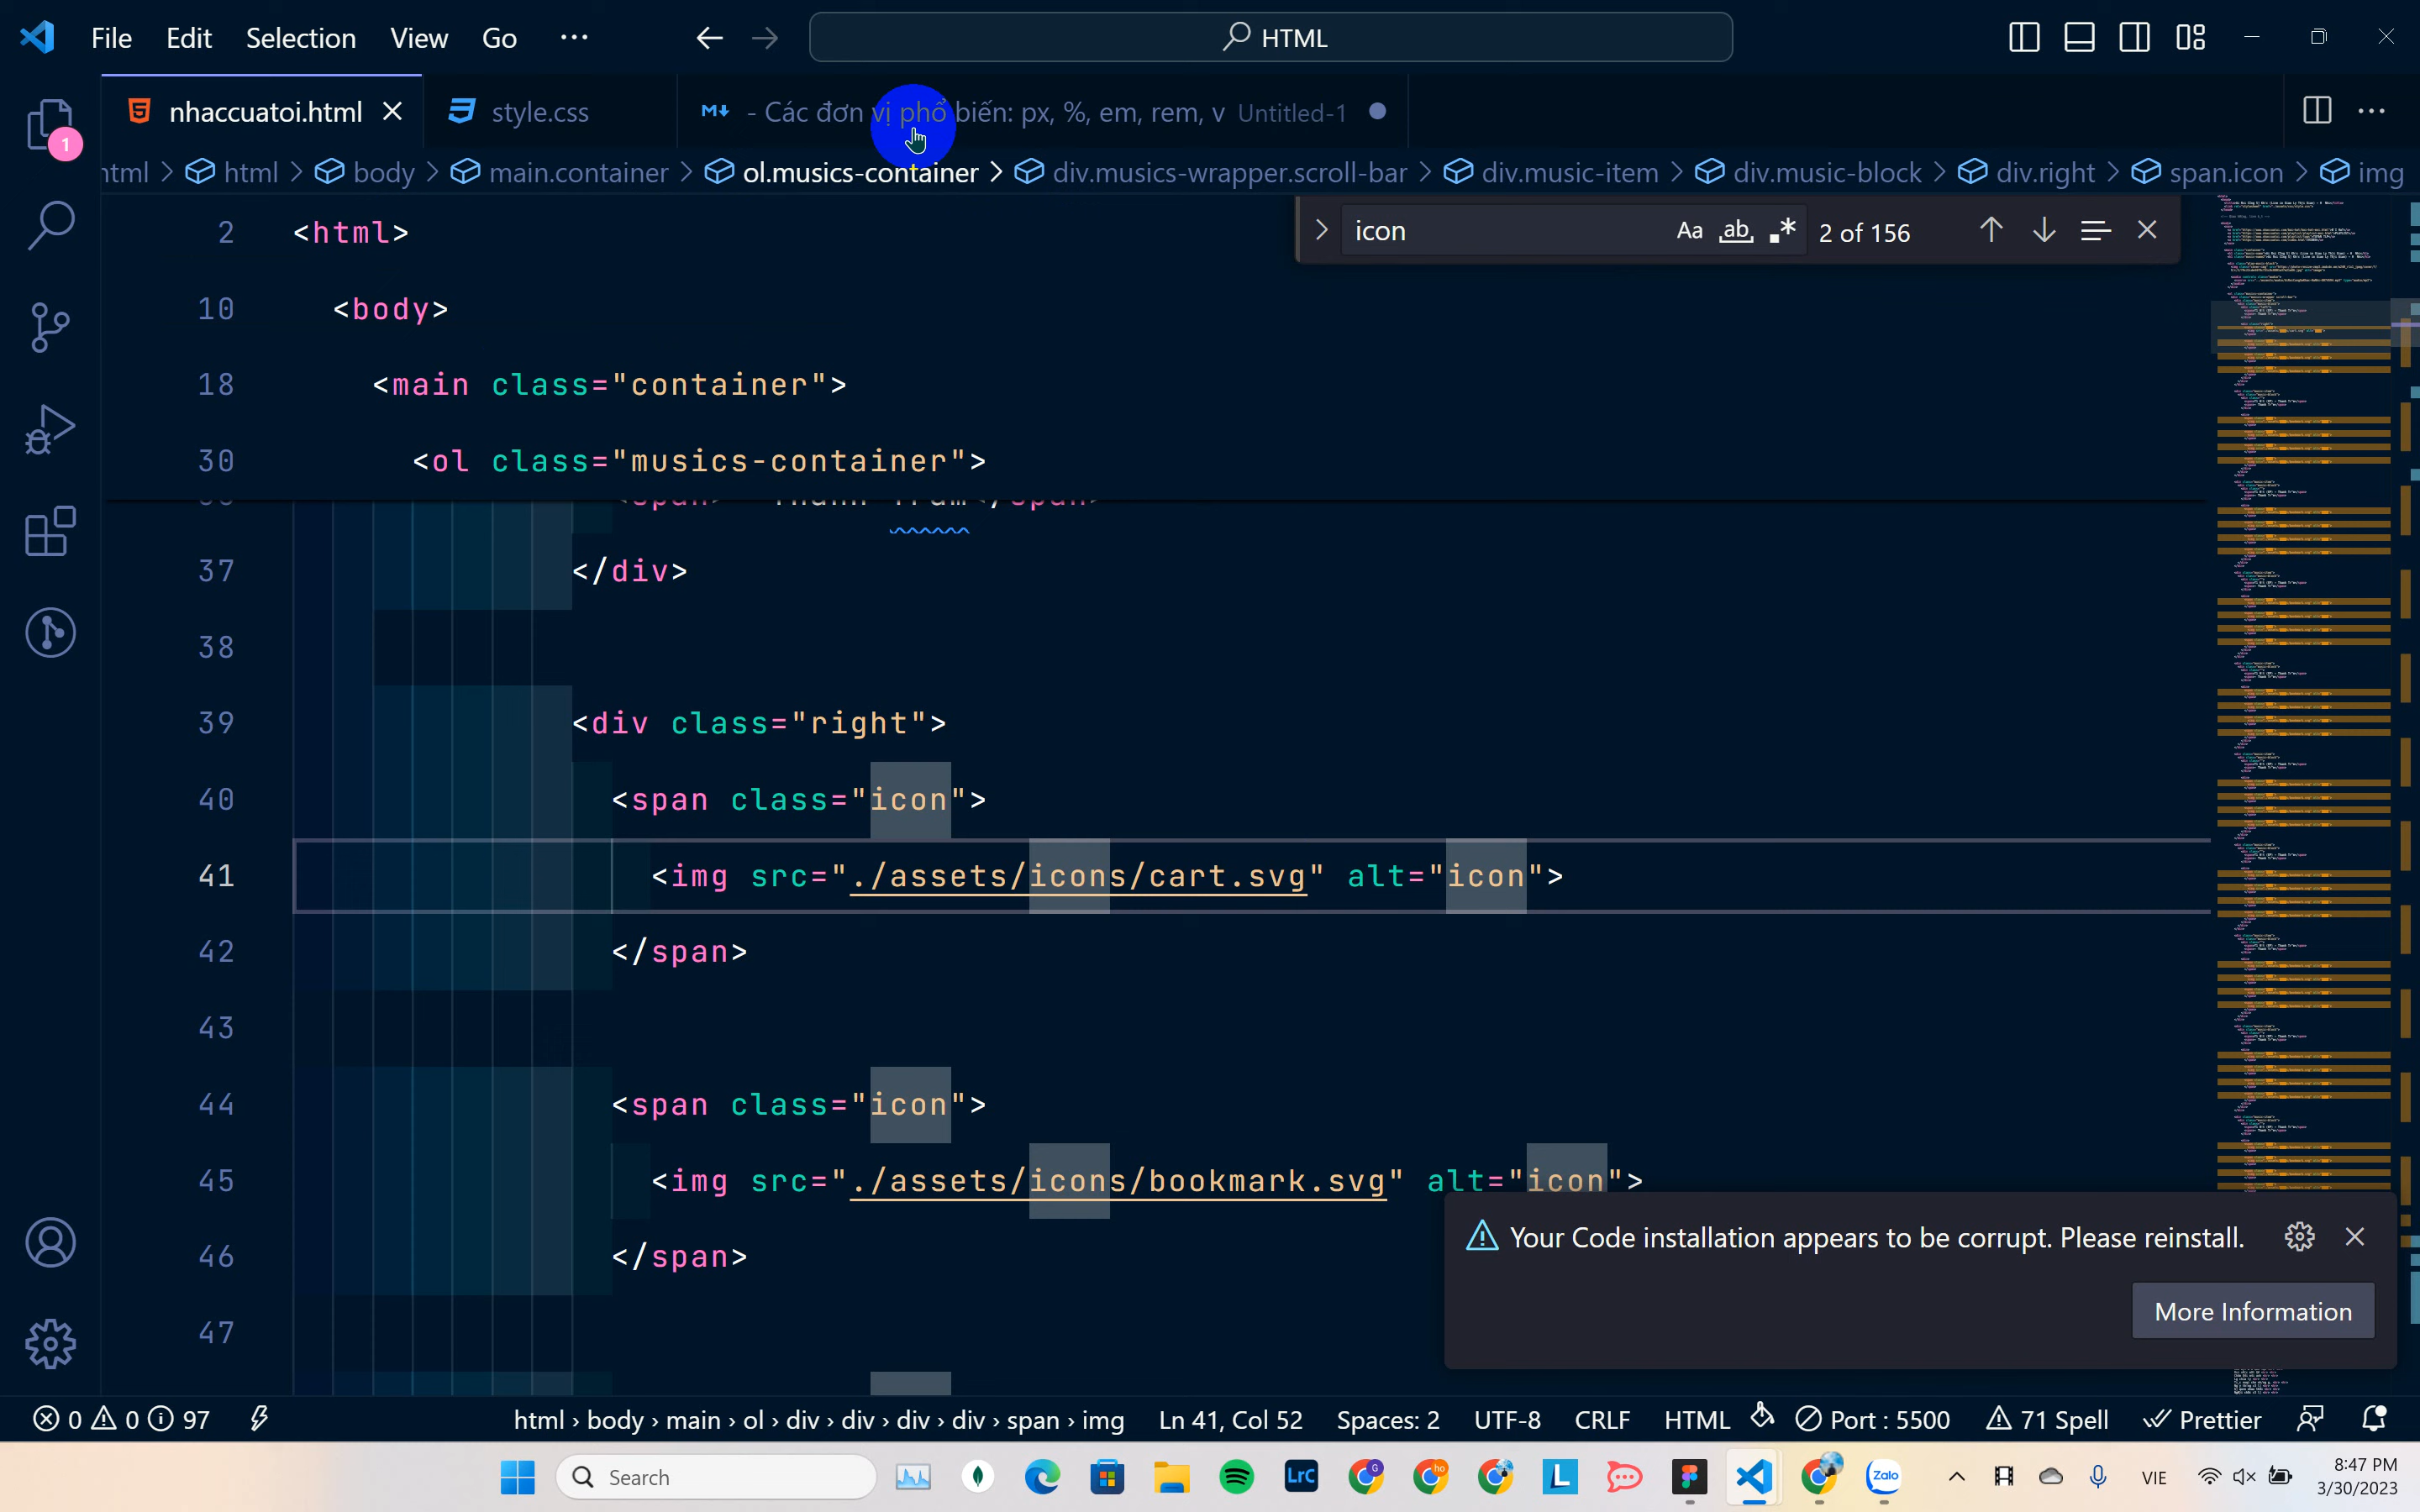 File Edit Selection View Go ··· HTML
nhaccuatoi.html style.css - Các đơn vị phổ biến: px, %, em, rem, v Untitled-1
html > html > body > main.container > ol.musics-container > div.musics-wrapper.scroll-bar > div.music-item > div.music-block > div.right > span.icon > img
icon Aa ab .* 2 of 156
1
2 <html>
10 <body>
18 <main class="container">
30 <ol class="musics-container">
37 </div>
38
39 <div class="right">
40 <span class="icon">
41 <img src="./assets/icons/cart.svg" alt="icon">
42 </span>
43
44 <span class="icon">
45 <img src="./assets/icons/bookmark.svg" alt="icon">
46 </span>
47
Your Code installation appears to be corrupt. Please reinstall.
More Information
0 0 97 html › body › main › ol › div › div › div › div › span › img Ln 41, Col 52 Spaces: 2 UTF-8 CRLF HTML Port : 5500 71 Spell Prettier
Search LrC G ho L Zalo VIE 8:47 PM
3/30/2023